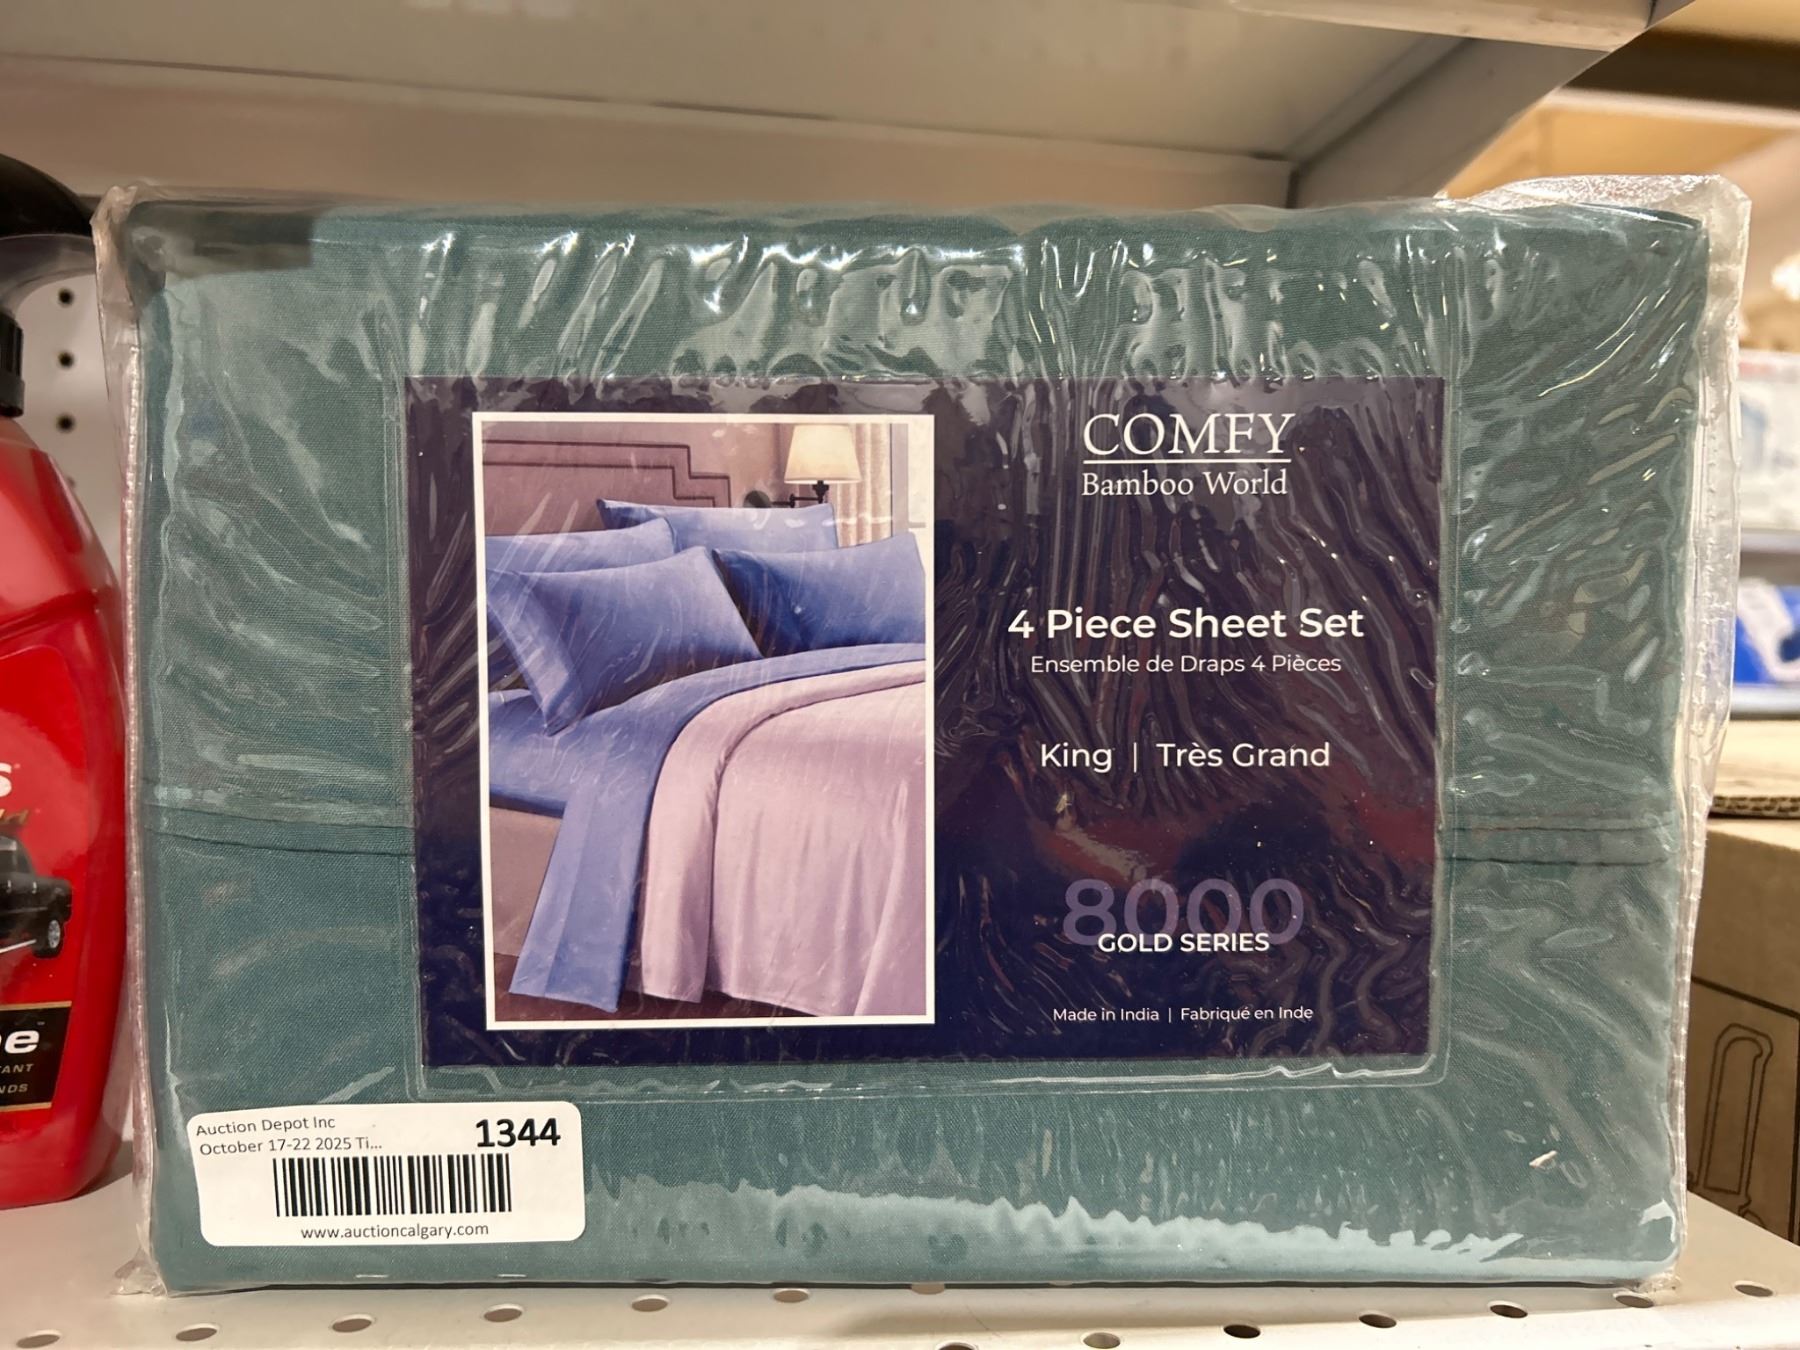 COMFY
Bamboo World
4 Piece Sheet Set
Ensemble de Draps 4 Pièces
King | Très Grand
8000
GOLD SERIES
Made in India | Fabriqué en Inde
Auction Depot Inc
October 17-22 2025 Ti...
1344
www.auctioncalgary.com